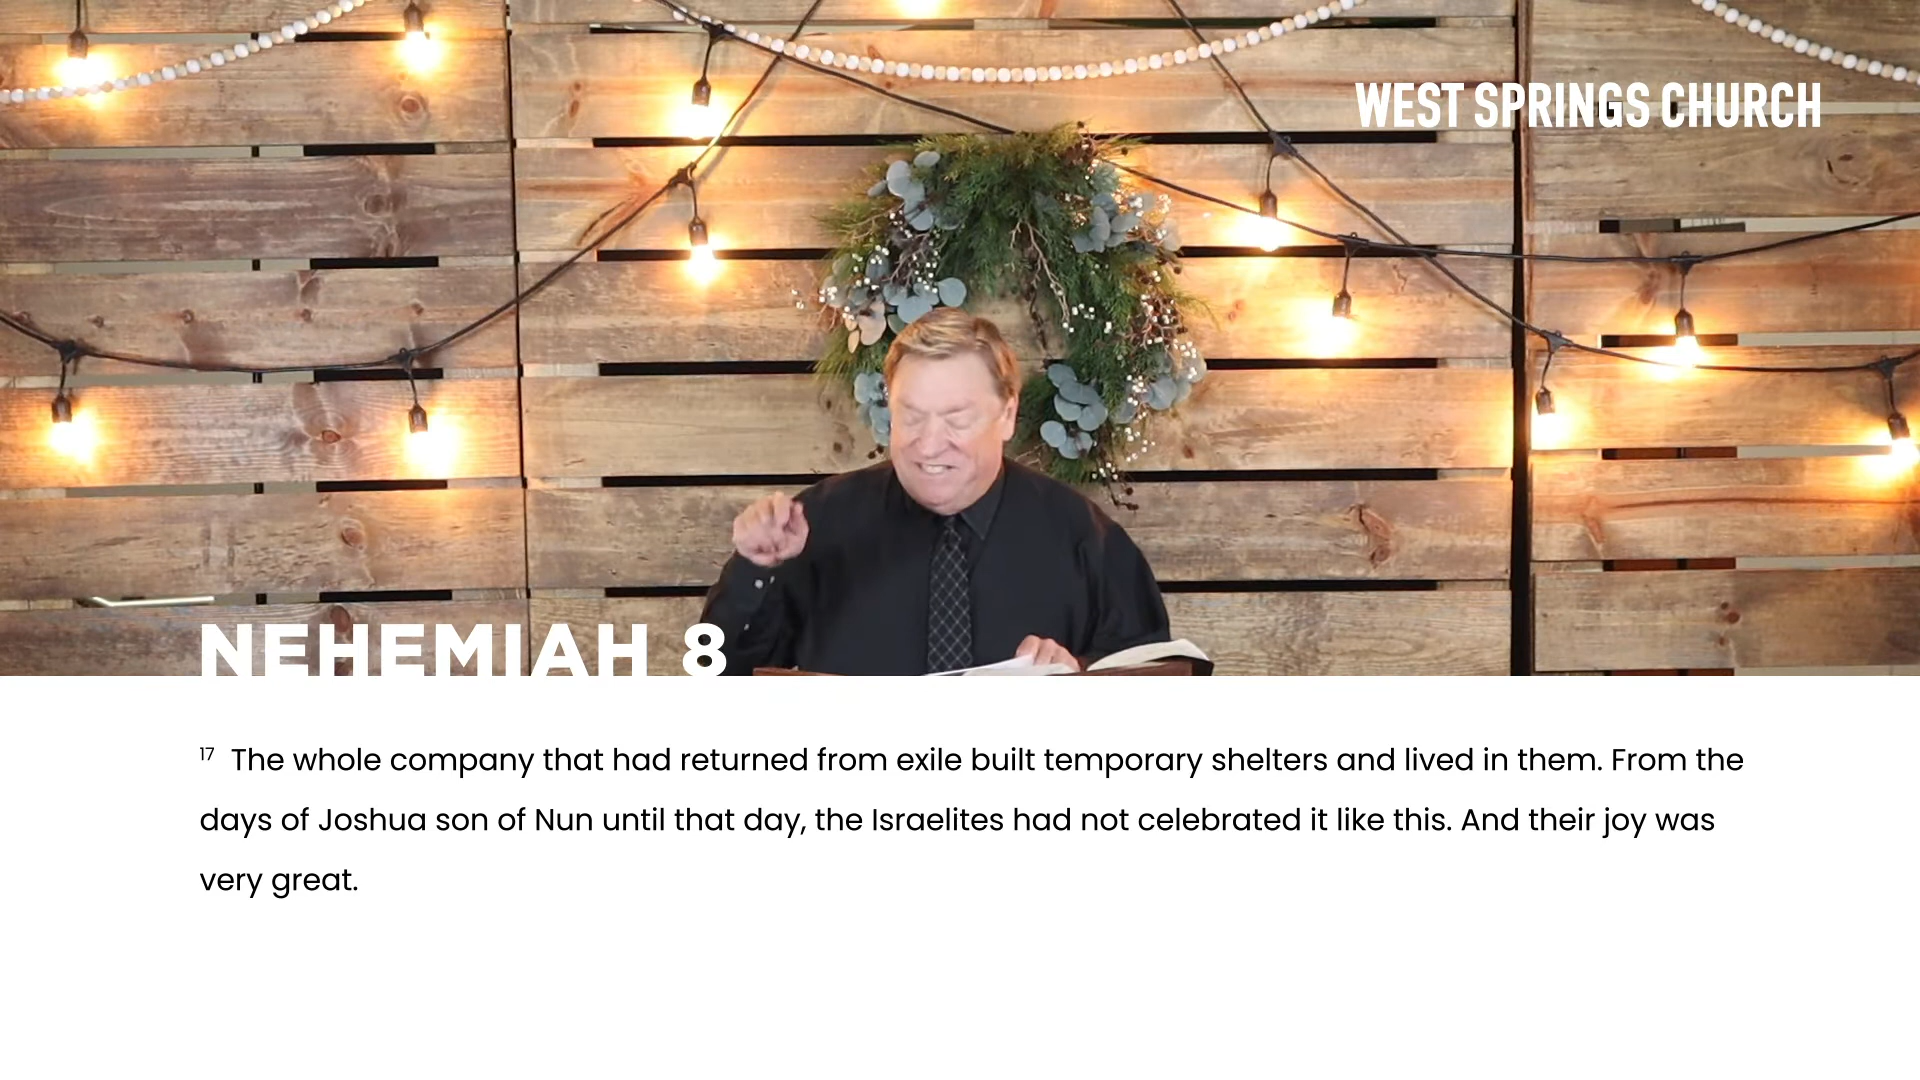 WEST SPRINGS CHURCH
NEHEMIAH 8
17 The whole company that had returned from exile built temporary shelters and lived in them. From the
days of Joshua son of Nun until that day, the Israelites had not celebrated it like this. And their joy was
very great.